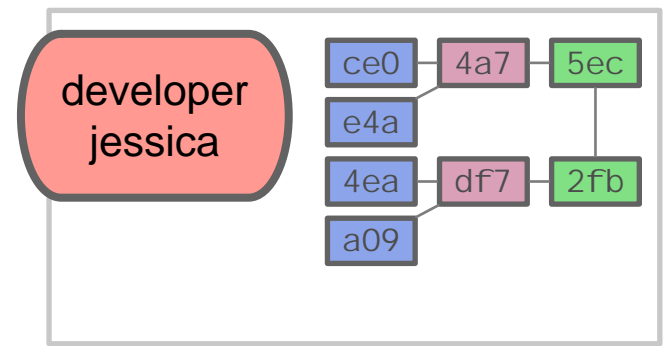 developer
jessica
ce0 4a7 5ec
e4a
4ea df7 2fb
a09